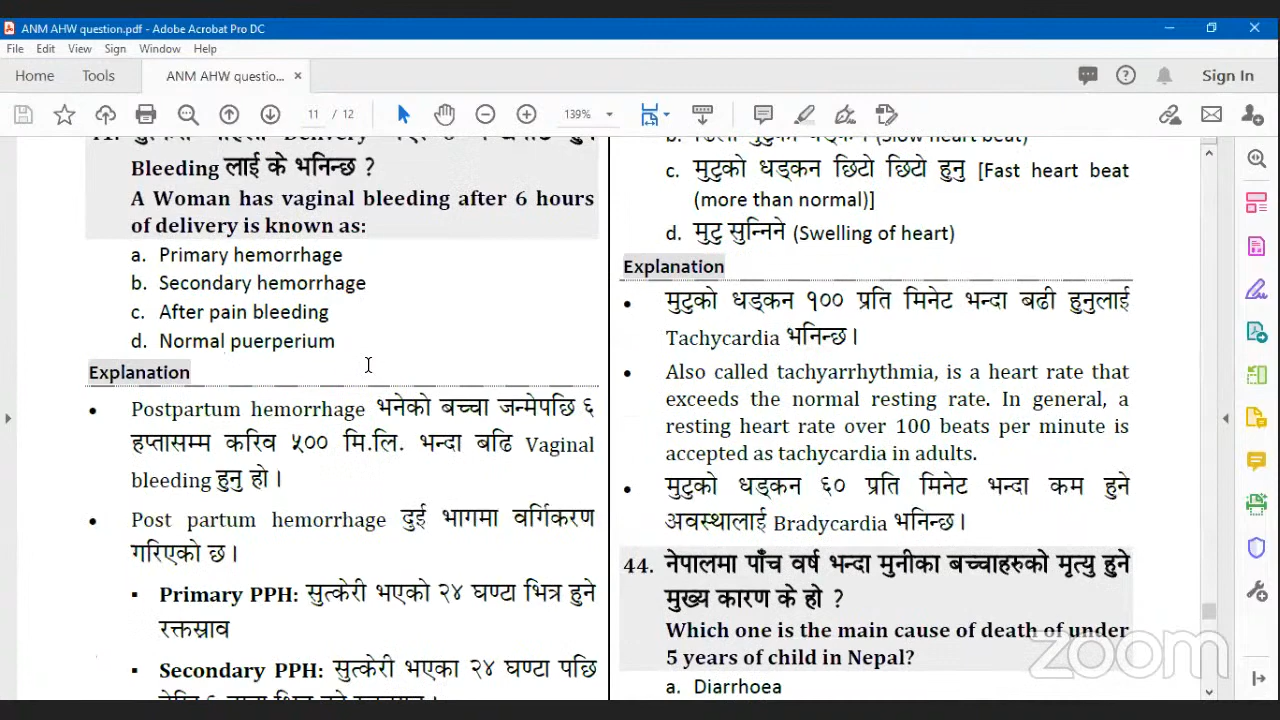 ANM AHW question.pdf - Adobe Acrobat Pro DC
File Edit View Sign Window Help
Home Tools ANM AHW questio... × Sign In
11 / 12 139%
Bleeding लाई के भनिन्छ ?
A Woman has vaginal bleeding after 6 hours
of delivery is known as:
a. Primary hemorrhage
b. Secondary hemorrhage
c. After pain bleeding
d. Normal puerperium
Explanation
• Postpartum hemorrhage भनेको बच्चा जन्मेपछि ६
हप्तासम्म करिव ५०० मि.लि. भन्दा बढि Vaginal
bleeding हुनु हो ।
• Post partum hemorrhage दुई भागमा वर्गिकरण
गरिएको छ ।
▪ Primary PPH: सुत्केरी भएको २४ घण्टा भित्र हुने
रक्तस्राव
▪ Secondary PPH: सुत्केरी भएका २४ घण्टा पछि
(Slow heart beat)
c. मुटुको धड्कन छिटो छिटो हुनु [Fast heart beat
(more than normal)]
d. मुटु सुन्निने (Swelling of heart)
Explanation
• मुटुको धड्कन १०० प्रति मिनेट भन्दा बढी हुनुलाई
Tachycardia भनिन्छ ।
• Also called tachyarrhythmia, is a heart rate that
exceeds the normal resting rate. In general, a
resting heart rate over 100 beats per minute is
accepted as tachycardia in adults.
• मुटुको धड्कन ६० प्रति मिनेट भन्दा कम हुने
अवस्थालाई Bradycardia भनिन्छ ।
44. नेपालमा पाँच वर्ष भन्दा मुनीका बच्चाहरुको मृत्यु हुने
मुख्य कारण के हो ?
Which one is the main cause of death of under
5 years of child in Nepal?
a. Diarrhoea
zoom